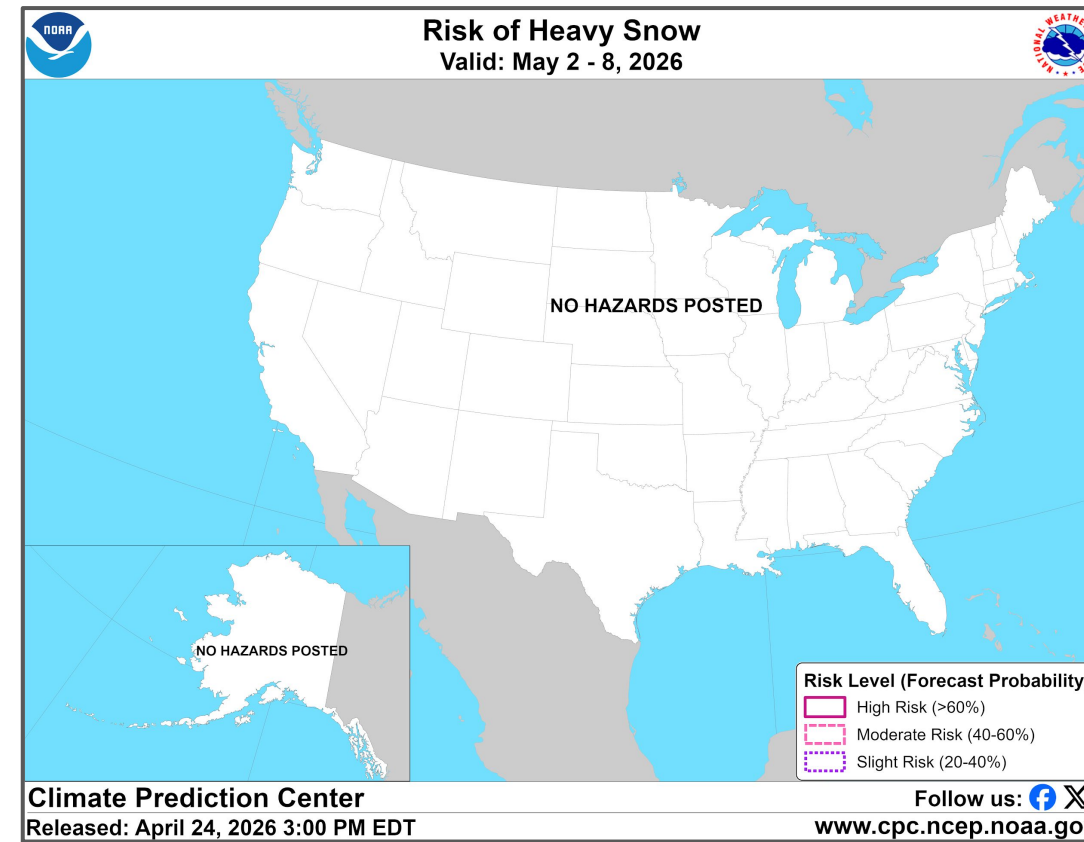 NOAA
Risk of Heavy Snow
Valid: May 2 - 8, 2026
NATIONAL WEATHE
NO HAZARDS POSTED
NO HAZARDS POSTED
Risk Level (Forecast Probability
High Risk (>60%)
Moderate Risk (40-60%)
Slight Risk (20-40%)
Climate Prediction Center
Follow us:
Released: April 24, 2026 3:00 PM EDT
www.cpc.ncep.noaa.go